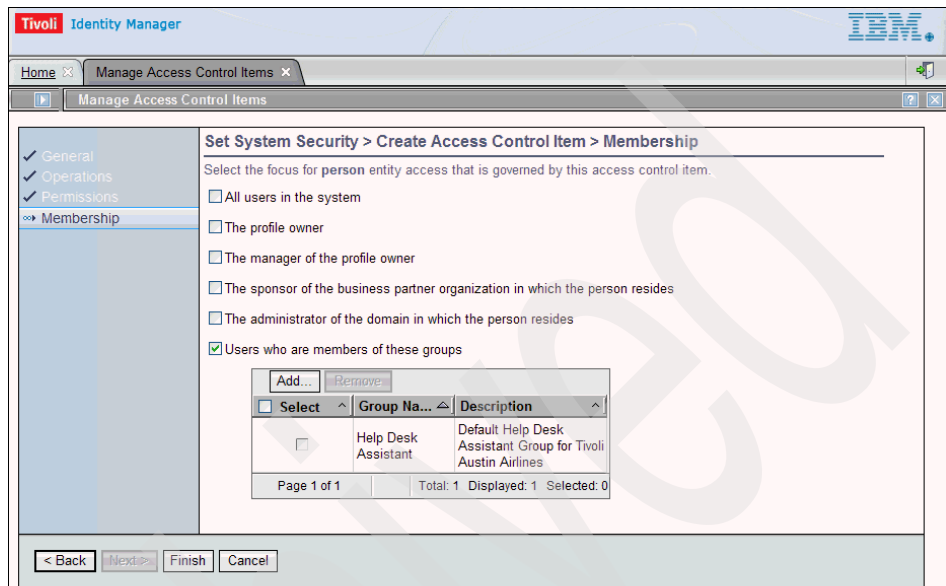 Tivoli Identity Manager
IBM.
Home
Manage Access Control Items
Manage Access Control Items
General
Operations
Permissions
Membership
Set System Security > Create Access Control Item > Membership
Select the focus for person entity access that is governed by this access control item.
All users in the system
The profile owner
The manager of the profile owner
The sponsor of the business partner organization in which the person resides
The administrator of the domain in which the person resides
Users who are members of these groups
Add... Remove
Select Group Na... Description
Help Desk
Assistant
Default Help Desk
Assistant Group for Tivoli
Austin Airlines
Page 1 of 1 Total: 1 Displayed: 1 Selected: 0
< Back Next > Finish Cancel